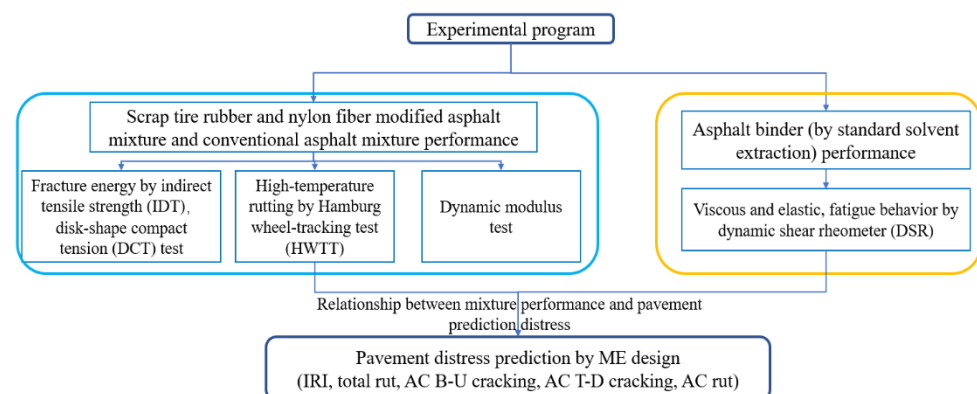 Experimental program
Scrap tire rubber and nylon fiber modified asphalt
mixture and conventional asphalt mixture performance
Fracture energy by indirect
tensile strength (IDT),
disk-shape compact
tension (DCT) test
High-temperature
rutting by Hamburg
wheel-tracking test
(HWTT)
Dynamic modulus
test
Asphalt binder (by standard solvent
extraction) performance
Viscous and elastic, fatigue behavior by
dynamic shear rheometer (DSR)
Relationship between mixture performance and pavement
prediction distress
Pavement distress prediction by ME design
(IRI, total rut, AC B-U cracking, AC T-D cracking, AC rut)